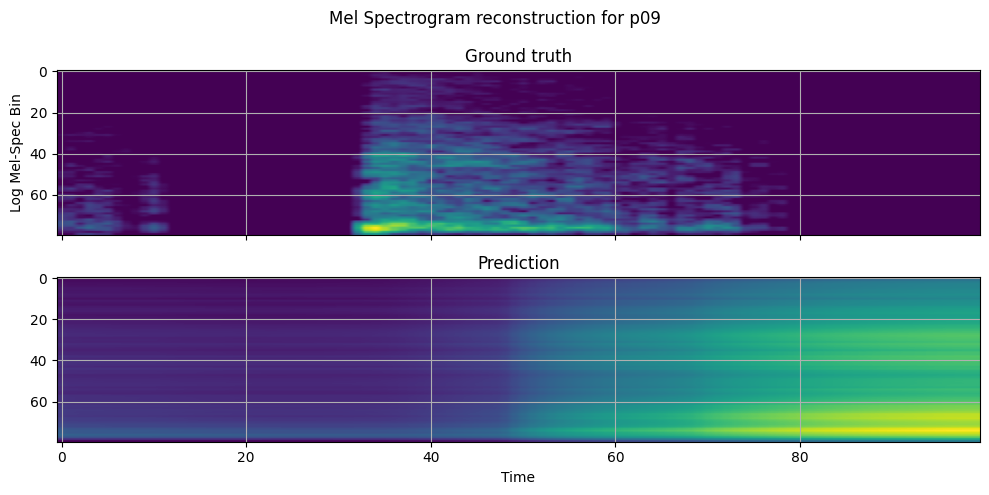 Mel Spectrogram reconstruction for p09
Ground truth
Log Mel-Spec Bin
0
20
40
60
Prediction
0
20
40
60
0 20 40 60 80
Time